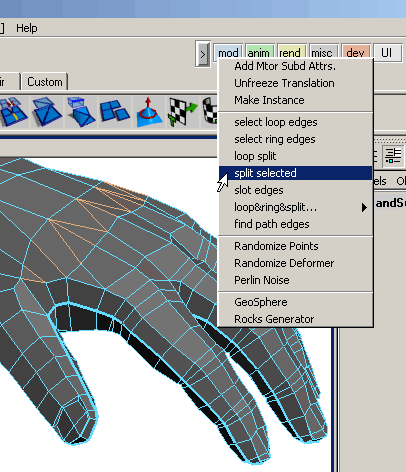 ] Help
mod anim rend misc dev UI
ir Custom
Add Mtor Subd Attrs.
Unfreeze Translation
Make Instance
select loop edges
select ring edges
loop split
split selected
els Ol
slot edges
loop&ring&split...
andSu
find path edges
Randomize Points
Randomize Deformer
Perlin Noise
GeoSphere
Rocks Generator